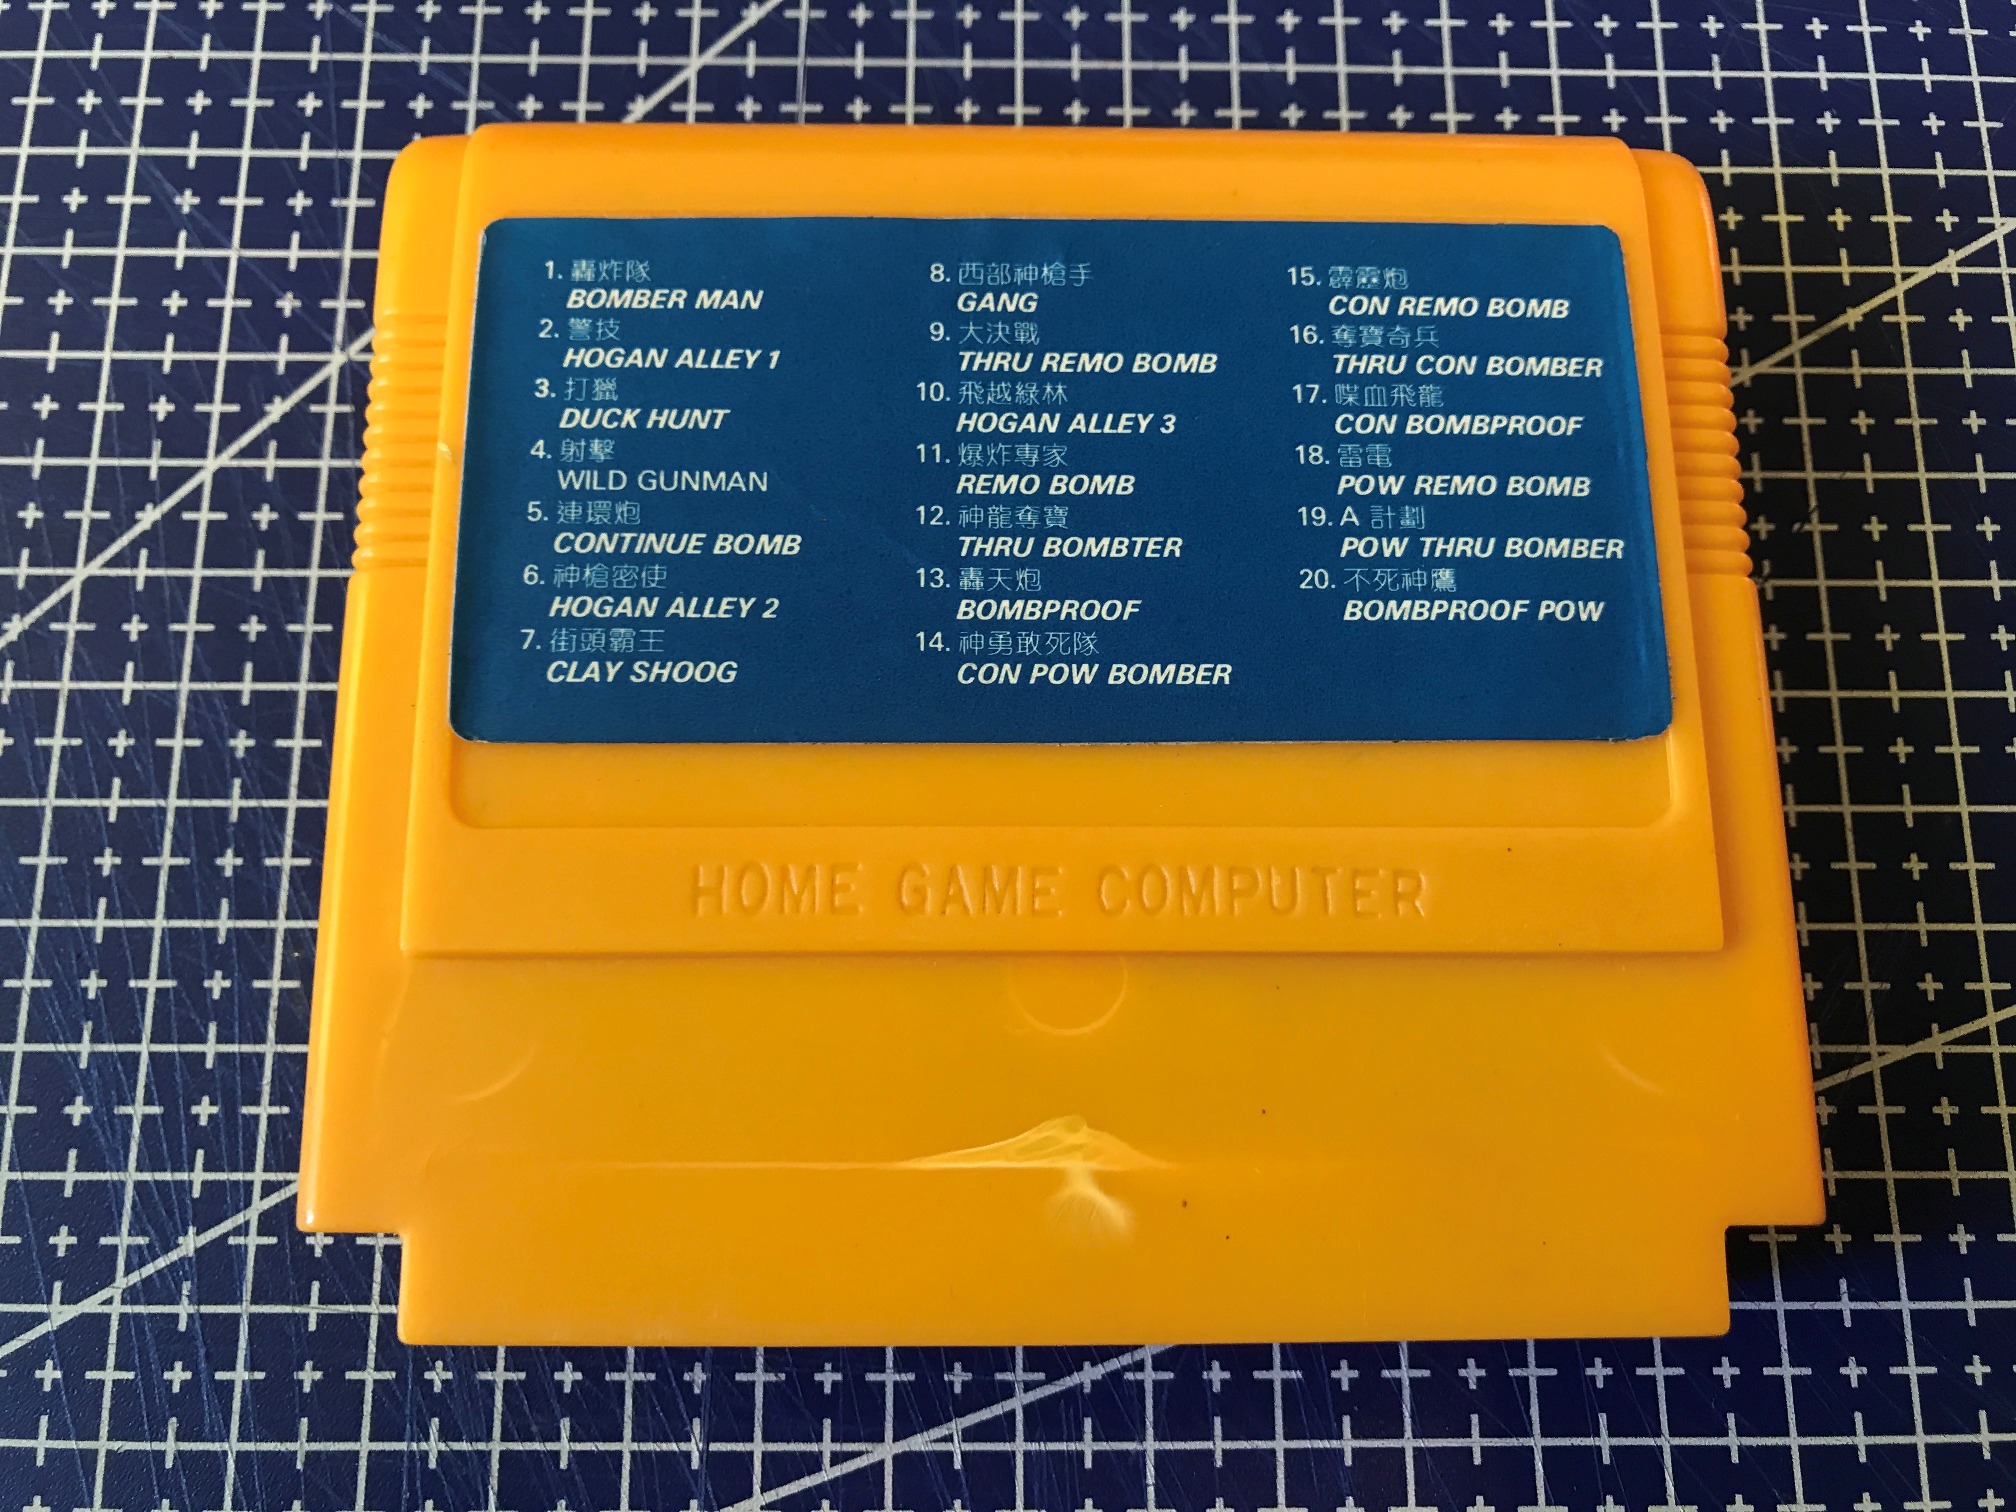 1. 轟炸隊
BOMBER MAN
2. 警技
HOGAN ALLEY 1
3. 打獵
DUCK HUNT
4. 射擊
WILD GUNMAN
5. 連環炮
CONTINUE BOMB
6. 神槍密使
HOGAN ALLEY 2
7. 街頭霸王
CLAY SHOOG
8. 西部神槍手
GANG
9. 大決戰
THRU REMO BOMB
10. 飛越綠林
HOGAN ALLEY 3
11. 爆炸專家
REMO BOMB
12. 神龍奪寶
THRU BOMBTER
13. 轟天炮
BOMBPROOF
14. 神勇敢死隊
CON POW BOMBER
15. 霹靂炮
CON REMO BOMB
16. 奪寶奇兵
THRU CON BOMBER
17. 喋血飛龍
CON BOMBPROOF
18. 雷電
POW REMO BOMB
19. A 計劃
POW THRU BOMBER
20. 不死神鷹
BOMBPROOF POW
HOME GAME COMPUTER